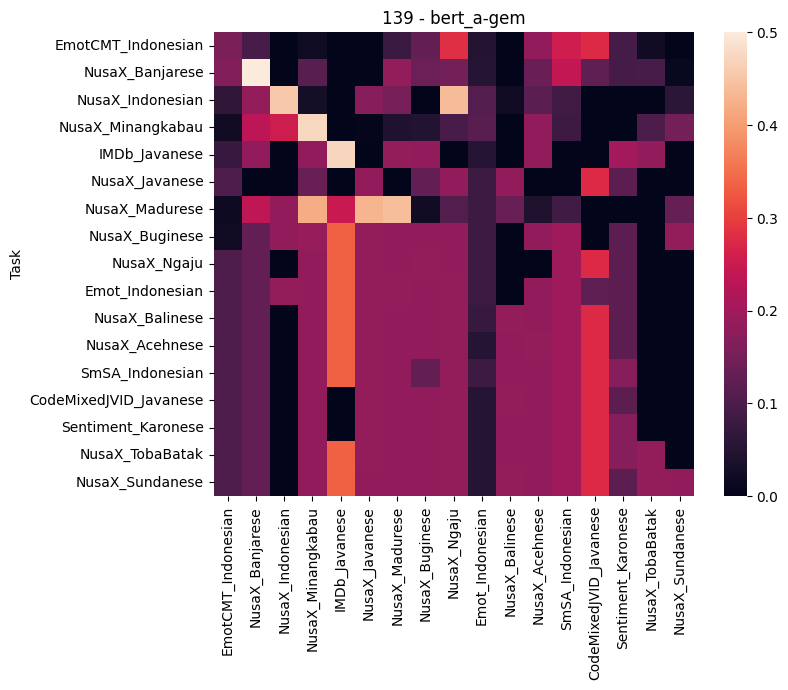 139 - bert_a-gem
Task
EmotCMT_Indonesian
NusaX_Banjarese
NusaX_Indonesian
NusaX_Minangkabau
IMDb_Javanese
NusaX_Javanese
NusaX_Madurese
NusaX_Buginese
NusaX_Ngaju
Emot_Indonesian
NusaX_Balinese
NusaX_Acehnese
SmSA_Indonesian
CodeMixedJVID_Javanese
Sentiment_Karonese
NusaX_TobaBatak
NusaX_Sundanese
EmotCMT_Indonesian
NusaX_Banjarese
NusaX_Indonesian
NusaX_Minangkabau
IMDb_Javanese
NusaX_Javanese
NusaX_Madurese
NusaX_Buginese
NusaX_Ngaju
Emot_Indonesian
NusaX_Balinese
NusaX_Acehnese
SmSA_Indonesian
CodeMixedJVID_Javanese
Sentiment_Karonese
NusaX_TobaBatak
NusaX_Sundanese
0.5
0.4
0.3
0.2
0.1
0.0